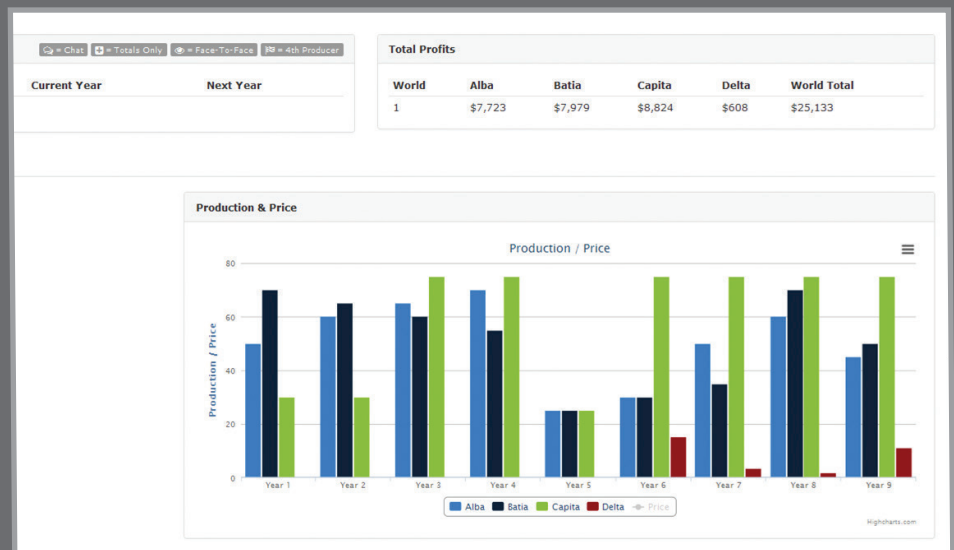 = Chat = Totals Only = Face-To-Face = 4th Producer
Current Year Next Year
Total Profits
World Alba Batia Capita Delta World Total
1 $7,723 $7,979 $8,824 $608 $25,133
Production & Price
Production / Price
80
60
40
20
0
Production / Price
Year 1 Year 2 Year 3 Year 4 Year 5 Year 6 Year 7 Year 8 Year 9
Alba Batia Capita Delta Price
Highcharts.com